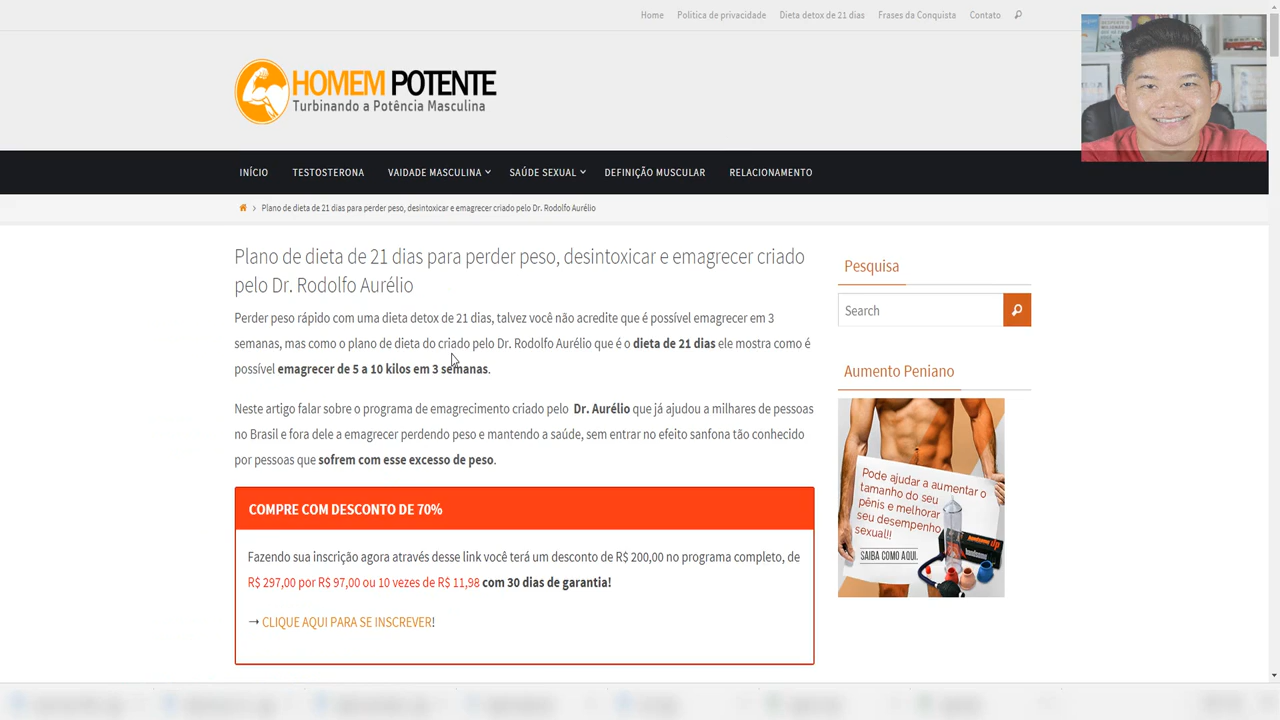 Home Politica de privacidade Dieta detox de 21 dias Frases da Conquista Contato
HOMEM POTENTE
Turbinando a Potência Masculina
INÍCIO TESTOSTERONA VAIDADE MASCULINA SAÚDE SEXUAL DEFINIÇÃO MUSCULAR RELACIONAMENTO
Plano de dieta de 21 dias para perder peso, desintoxicar e emagrecer criado pelo Dr. Rodolfo Aurélio
Plano de dieta de 21 dias para perder peso, desintoxicar e emagrecer criado
pelo Dr. Rodolfo Aurélio
Perder peso rápido com uma dieta detox de 21 dias, talvez você não acredite que é possível emagrecer em 3
semanas, mas como o plano de dieta do criado pelo Dr. Rodolfo Aurélio que é o dieta de 21 dias ele mostra como é
possível emagrecer de 5 a 10 kilos em 3 semanas.
Neste artigo falar sobre o programa de emagrecimento criado pelo Dr. Aurélio que já ajudou a milhares de pessoas
no Brasil e fora dele a emagrecer perdendo peso e mantendo a saúde, sem entrar no efeito sanfona tão conhecido
por pessoas que sofrem com esse excesso de peso.
COMPRE COM DESCONTO DE 70%
Fazendo sua inscrição agora através desse link você terá um desconto de R$ 200,00 no programa completo, de
R$ 297,00 por R$ 97,00 ou 10 vezes de R$ 11,98 com 30 dias de garantia!
→ CLIQUE AQUI PARA SE INSCREVER!
Pesquisa
Search
Aumento Peniano
Pode ajudar a aumentar o
tamanho do seu
pênis e melhorar
seu desempenho
sexual!!
SAIBA COMO AQUI.